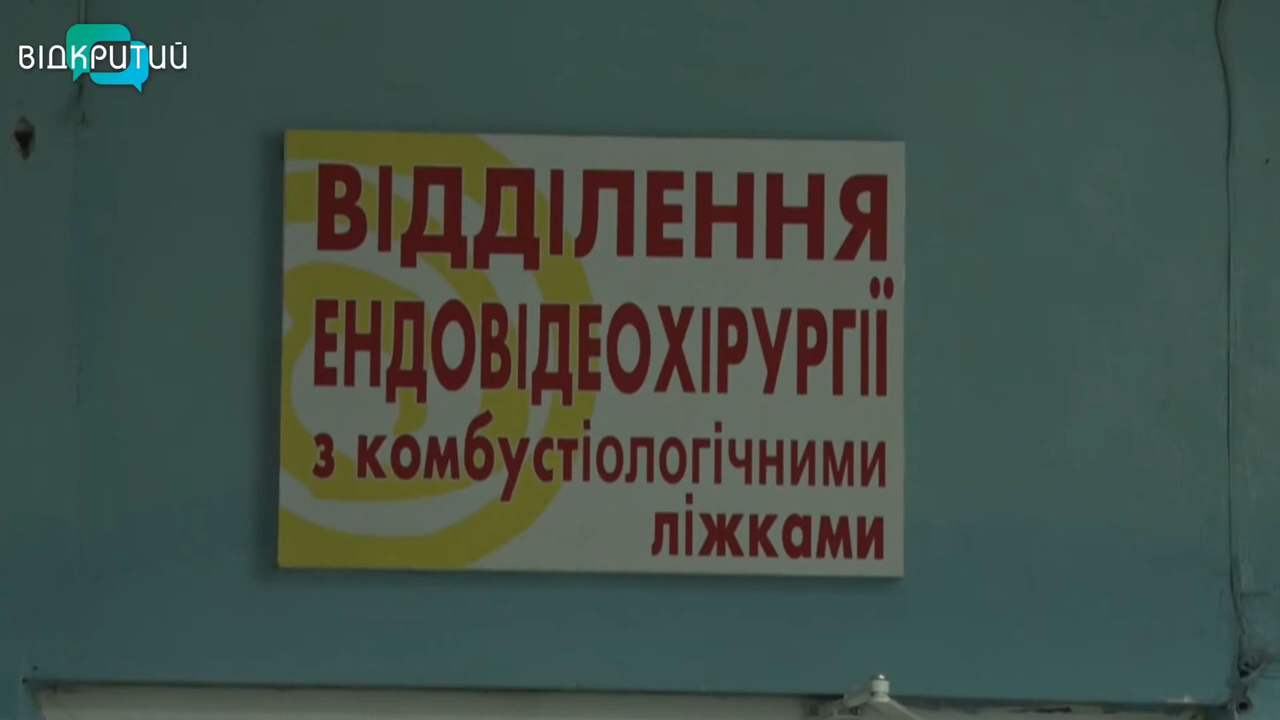 ВІДКРИТИЙ
ВІДДІЛЕННЯ
ЕНДОВІДЕОХІРУРГІЇ
з комбустіологічними
ліжками